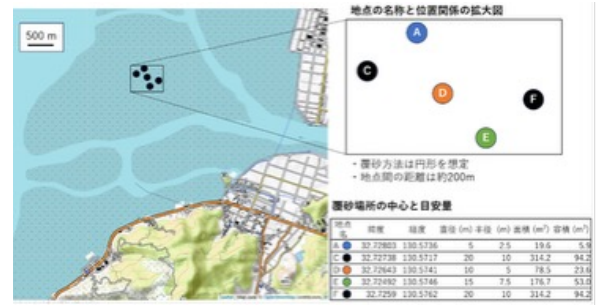 500 m
地点の名称と位置関係の拡大図
A
C
D
F
E
・覆砂方法は円形を想定
・地点間の距離は約200m
覆砂場所の中心と目安量
地点名 緯度 経度 直径 (m) 半径 (m) 面積 (m²) 容積 (m³)
A 32.72803 130.5736 5 2.5 19.6 5.9
C 32.72738 130.5717 20 10 314.2 94.2
D 32.72643 130.5741 10 5 78.5 23.6
E 32.72492 130.5746 15 7.5 176.7 53.0
F 32.7259 130.5762 20 10 314.2 94.2